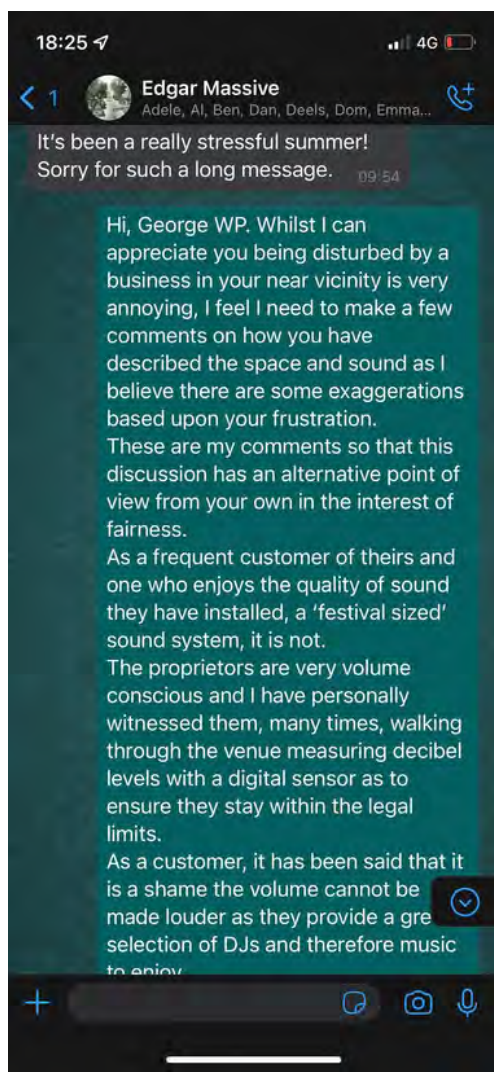 18:25
4G
1
Edgar Massive
Adele, Al, Ben, Dan, Deels, Dom, Emma...
It's been a really stressful summer!
Sorry for such a long message.
09:54
Hi, George WP. Whilst I can
appreciate you being disturbed by a
business in your near vicinity is very
annoying, I feel I need to make a few
comments on how you have
described the space and sound as I
believe there are some exaggerations
based upon your frustration.
These are my comments so that this
discussion has an alternative point of
view from your own in the interest of
fairness.
As a frequent customer of theirs and
one who enjoys the quality of sound
they have installed, a ‘festival sized’
sound system, it is not.
The proprietors are very volume
conscious and I have personally
witnessed them, many times, walking
through the venue measuring decibel
levels with a digital sensor as to
ensure they stay within the legal
limits.
As a customer, it has been said that it
is a shame the volume cannot be
made louder as they provide a gre
selection of DJs and therefore music
to enjoy